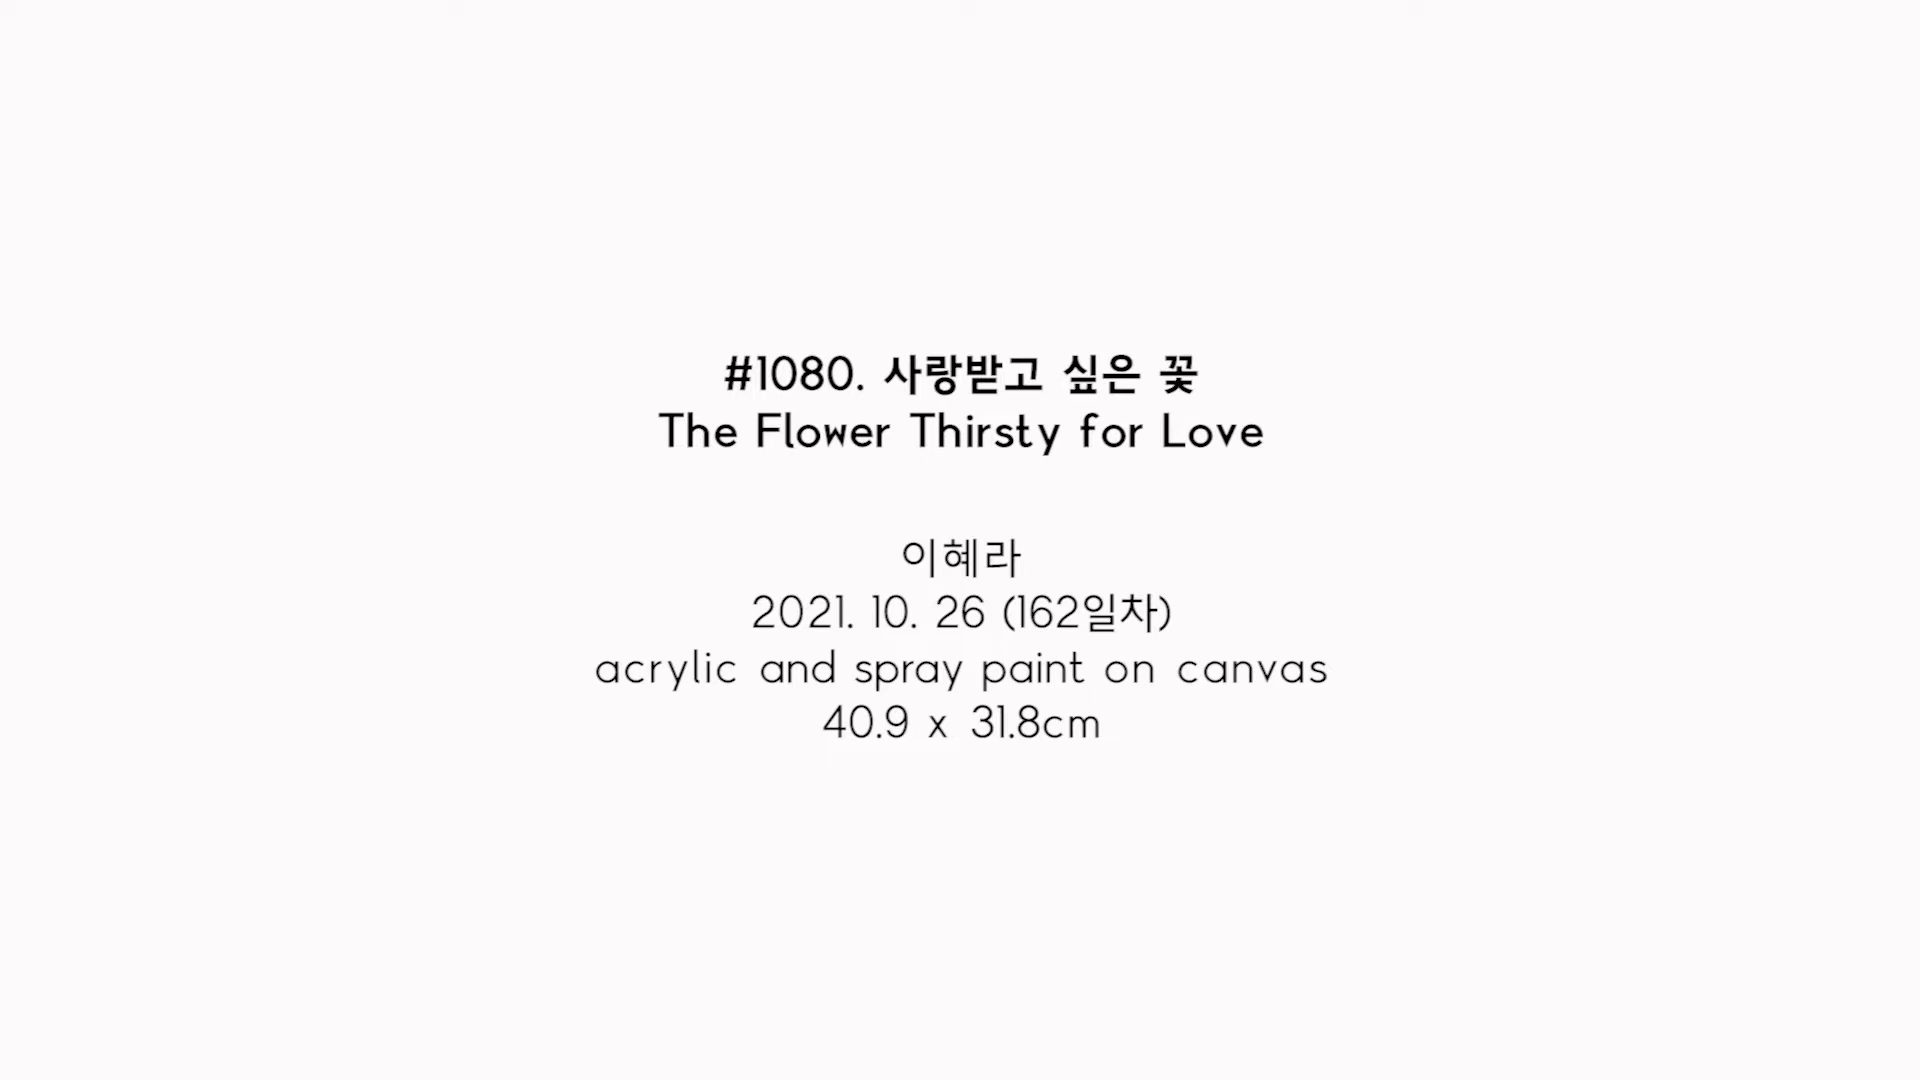 #1080. 사랑받고 싶은 꽃
The Flower Thirsty for Love
이혜라
2021. 10. 26 (162일차)
acrylic and spray paint on canvas
40.9 x 31.8cm